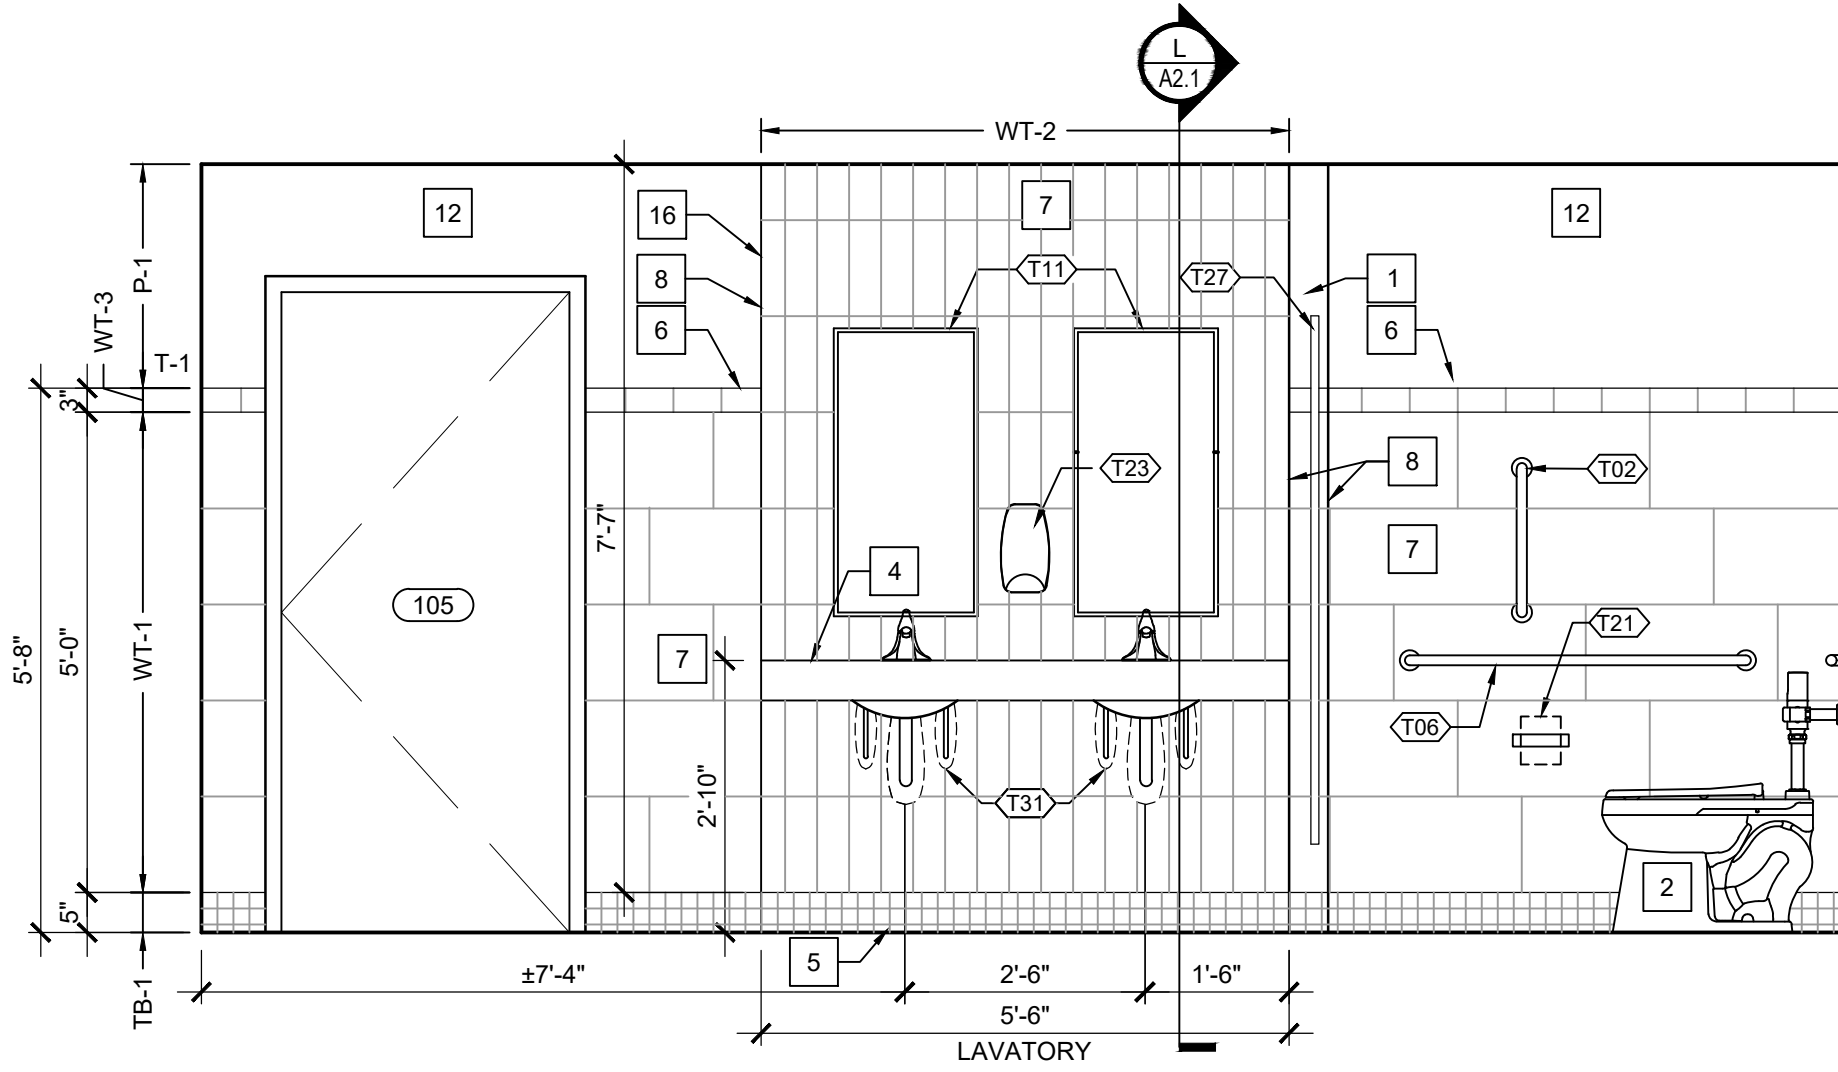 L
A2.1
WT-2
12
16
7
12
P-1
8
T11
T27
1
WT-3
6
6
T-1
3"
8
T23
T02
7'-7"
7
4
105
T21
5'-8"
5'-0"
WT-1
7
T06
2'-10"
T31
2
5"
5
±7'-4"
2'-6"
1'-6"
TB-1
5'-6"
LAVATORY